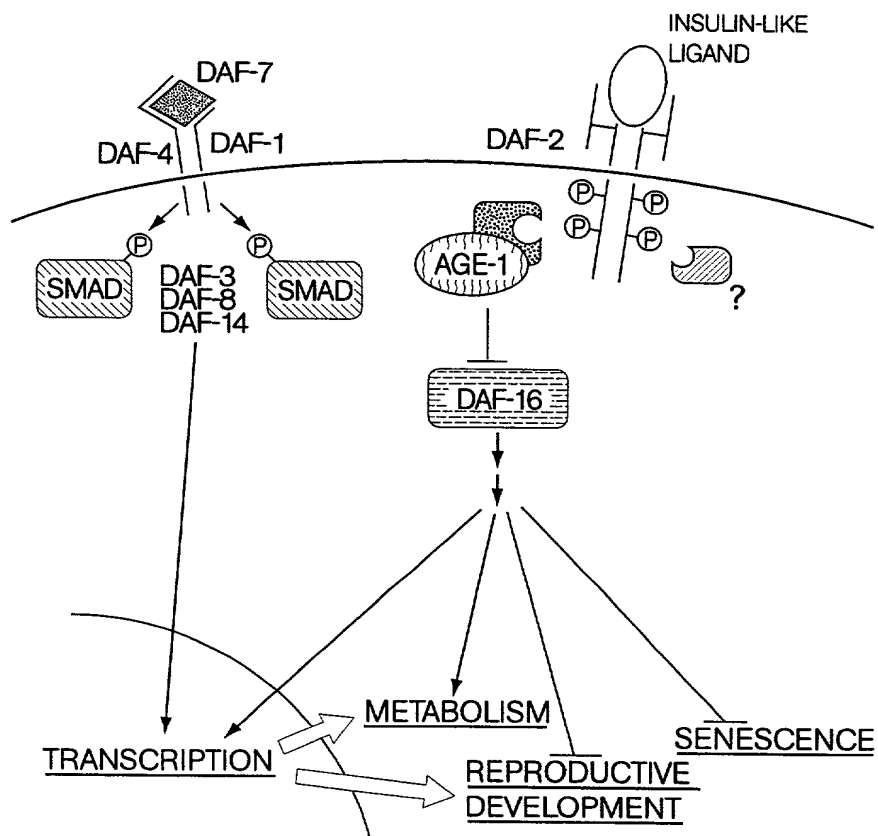 INSULIN-LIKE
LIGAND
DAF-7
DAF-4
DAF-1
DAF-2
P
P
P
P
P
P
SMAD
DAF-3
DAF-8
DAF-14
SMAD
AGE-1
?
DAF-16
METABOLISM
TRANSCRIPTION
SENESCENCE
REPRODUCTIVE
DEVELOPMENT